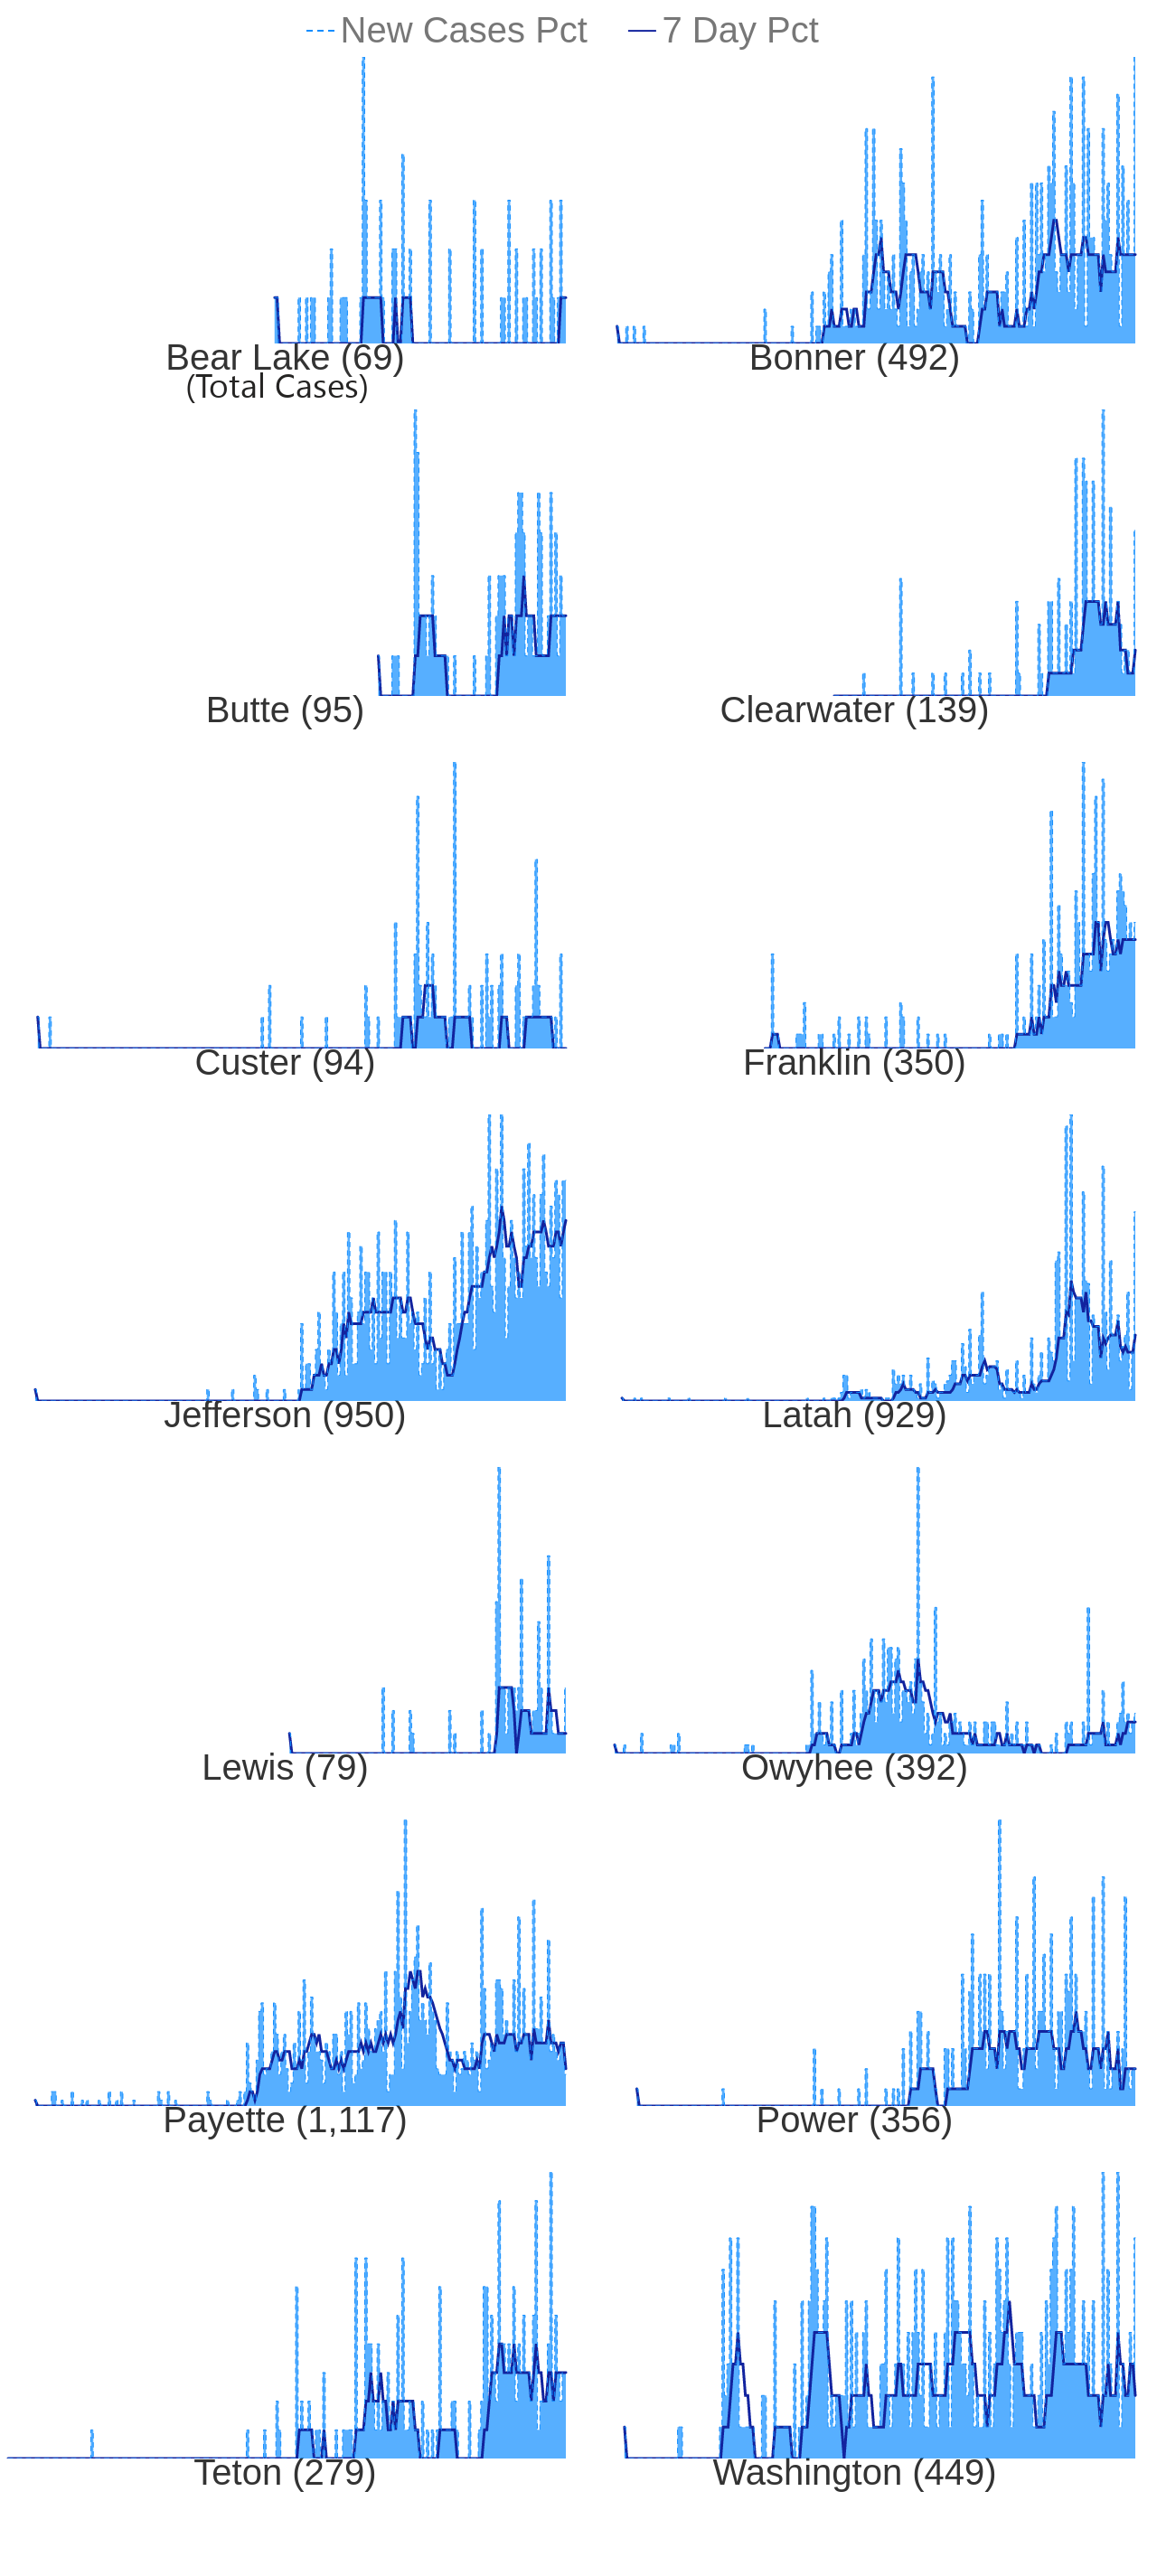 New Cases Pct 7 Day Pct
Bear Lake (69) Bonner (492)
(Total Cases)
Butte (95) Clearwater (139)
Custer (94) Franklin (350)
Jefferson (950) Latah (929)
Lewis (79) Owyhee (392)
Payette (1,117) Power (356)
Teton (279) Washington (449)